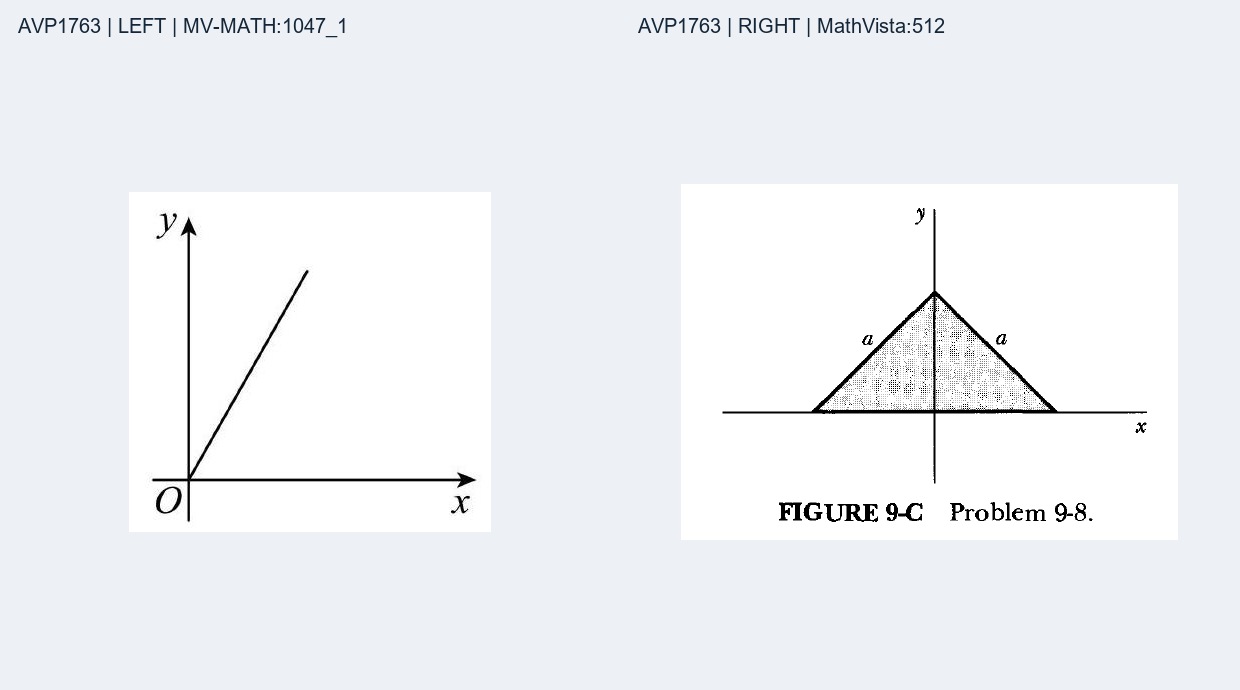 AVP1763 | LEFT | MV-MATH:1047_1
y
O
x
AVP1763 | RIGHT | MathVista:512
y
a
a
x
FIGURE 9-C Problem 9-8.